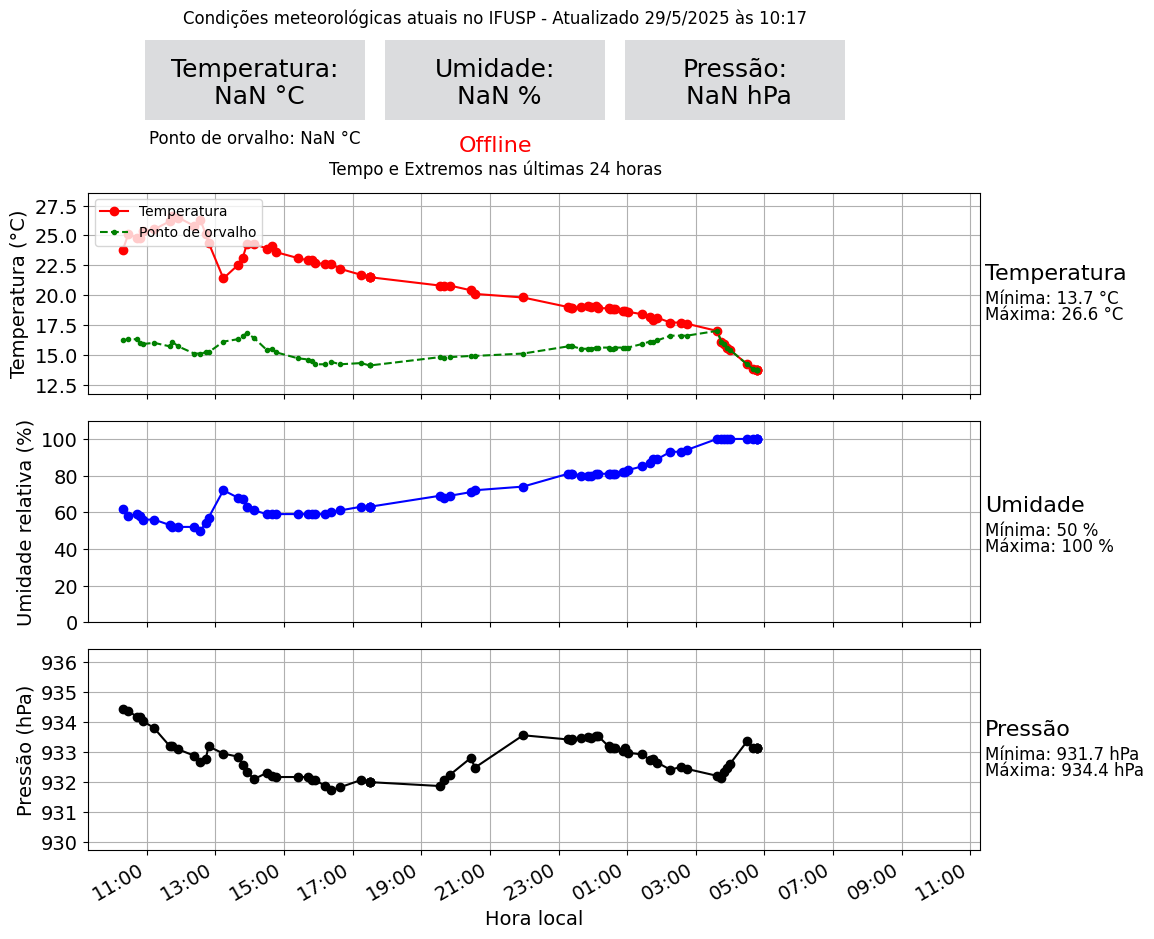 Condições meteorológicas atuais no IFUSP - Atualizado 29/5/2025 às 10:17
Temperatura:
NaN °C
Umidade:
NaN %
Pressão:
NaN hPa
Ponto de orvalho: NaN °C
Offline
Tempo e Extremos nas últimas 24 horas
Temperatura (°C)
27.5
25.0
22.5
20.0
17.5
15.0
12.5
Temperatura
Ponto de orvalho
Temperatura
Mínima: 13.7 °C
Máxima: 26.6 °C
Umidade relativa (%)
100
80
60
40
20
0
Umidade
Mínima: 50 %
Máxima: 100 %
Pressão (hPa)
936
935
934
933
932
931
930
Pressão
Mínima: 931.7 hPa
Máxima: 934.4 hPa
11:00
13:00
15:00
17:00
19:00
21:00
23:00
01:00
03:00
05:00
07:00
09:00
11:00
Hora local